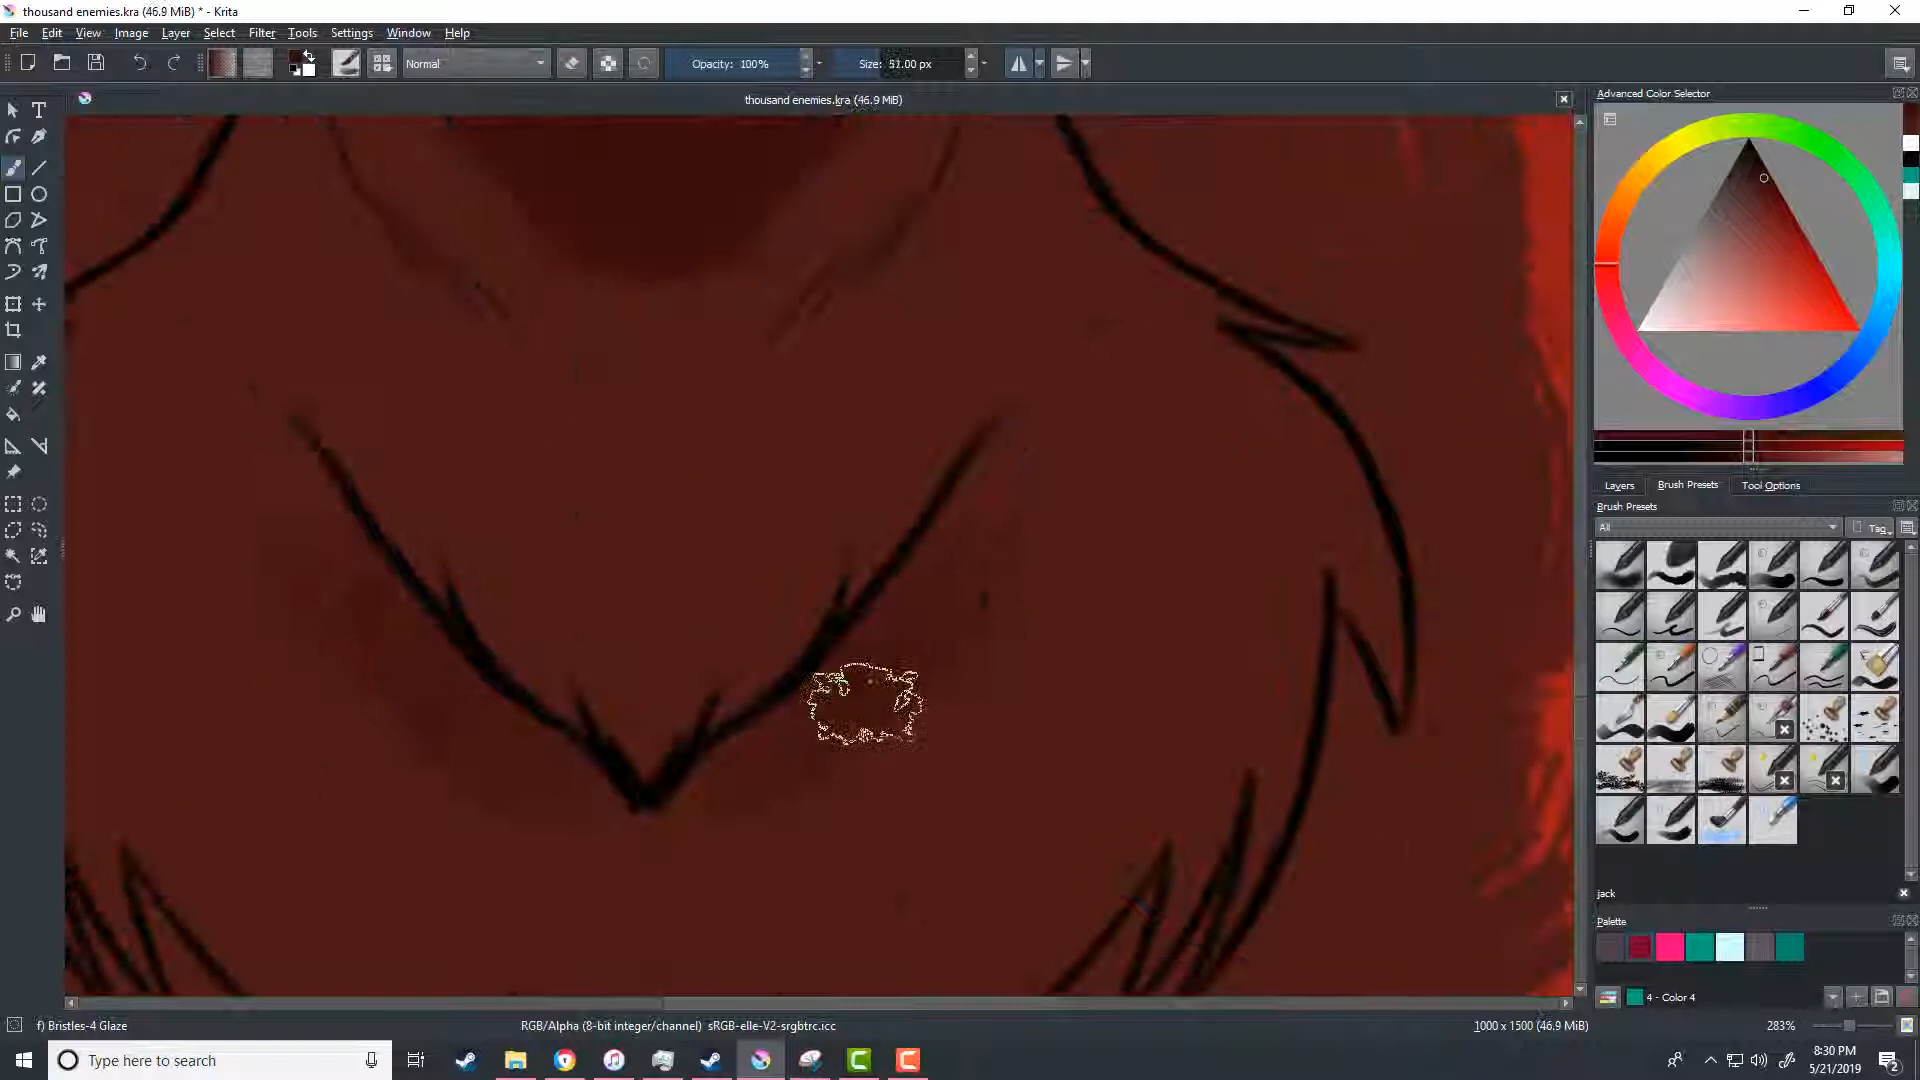 thousand enemies.kra (46.9 MiB) * - Krita
File Edit View Image Layer Select Filter Tools Settings Window Help
Normal Opacity: 100% Size: 51.00 px
thousand enemies.kra (46.9 MiB)
Advanced Color Selector
Layers Brush Presets Tool Options
Brush Presets
All Tag
jack
Palette
4 - Color 4
f) Bristles-4 Glaze RGB/Alpha (8-bit integer/channel) sRGB-elle-V2-srgbtrc.icc 1000 x 1500 (46.9 MiB) 283%
Type here to search
8:30 PM
5/21/2019
2